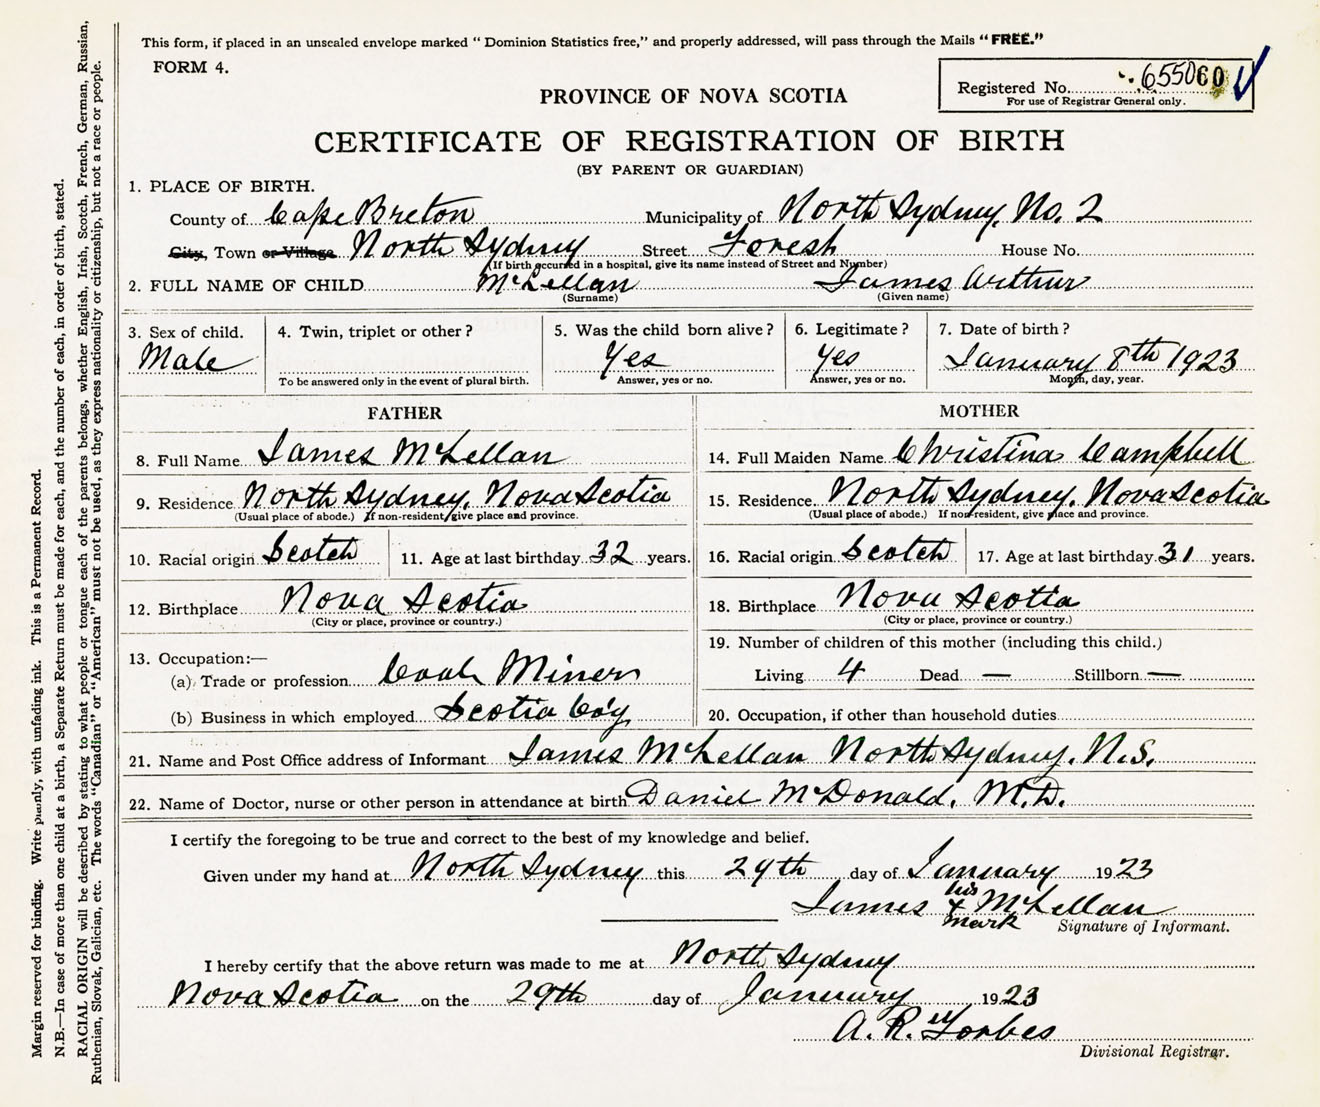 This form, if placed in an unsealed envelope marked "Dominion Statistics free," and properly addressed, will pass through the Mails "FREE."
FORM 4.
Registered No. 655060
For use of Registrar General only.
PROVINCE OF NOVA SCOTIA
CERTIFICATE OF REGISTRATION OF BIRTH
(BY PARENT OR GUARDIAN)
1. PLACE OF BIRTH.
County of Cape Breton Municipality of North Sydney, No. 2
City, Town or Village North Sydney Street Foresh House No.
(If birth occurred in a hospital, give its name instead of Street and Number)
2. FULL NAME OF CHILD McLellan James Arthur
(Surname) (Given name)
3. Sex of child. 4. Twin, triplet or other? 5. Was the child born alive? 6. Legitimate? 7. Date of birth?
Male Yes Yes January 8th 1923
To be answered only in the event of plural birth. Answer, yes or no. Answer, yes or no. Month, day, year.
FATHER
8. Full Name James McLellan
9. Residence North Sydney, Nova Scotia
(Usual place of abode.) If non-resident, give place and province.
10. Racial origin Scotch 11. Age at last birthday 32 years.
12. Birthplace Nova Scotia
(City or place, province or country.)
13. Occupation:—
(a) Trade or profession Coal Miner
(b) Business in which employed Scotia Co'y
MOTHER
14. Full Maiden Name Christina Campbell
15. Residence North Sydney, Nova Scotia
(Usual place of abode.) If non-resident, give place and province.
16. Racial origin Scotch 17. Age at last birthday 31 years.
18. Birthplace Nova Scotia
(City or place, province or country.)
19. Number of children of this mother (including this child.)
Living 4 Dead — Stillborn —
20. Occupation, if other than household duties
21. Name and Post Office address of Informant James McLellan North Sydney, N.S.
22. Name of Doctor, nurse or other person in attendance at birth Daniel McDonald, M.D.
I certify the foregoing to be true and correct to the best of my knowledge and belief.
Given under my hand at North Sydney this 29th day of January 1923
his
James X McLellan
mark
Signature of Informant.
I hereby certify that the above return was made to me at North Sydney
Nova Scotia on the 29th day of January 1923
A. R. Forbes
Divisional Registrar.
Margin reserved for binding. Write plainly, with unfading ink. This is a Permanent Record.
N.B.—In case of more than one child at a birth, a Separate Return must be made for each, and the number of each, in order of birth, stated.
RACIAL ORIGIN will be described by stating to what people or tongue each of the parents belongs, whether English, Irish, Scotch, French, German, Russian,
Ruthenian, Slovak, Galician, etc. The words "Canadian" or "American" must not be used, as they express nationality or citizenship, but not a race or people.